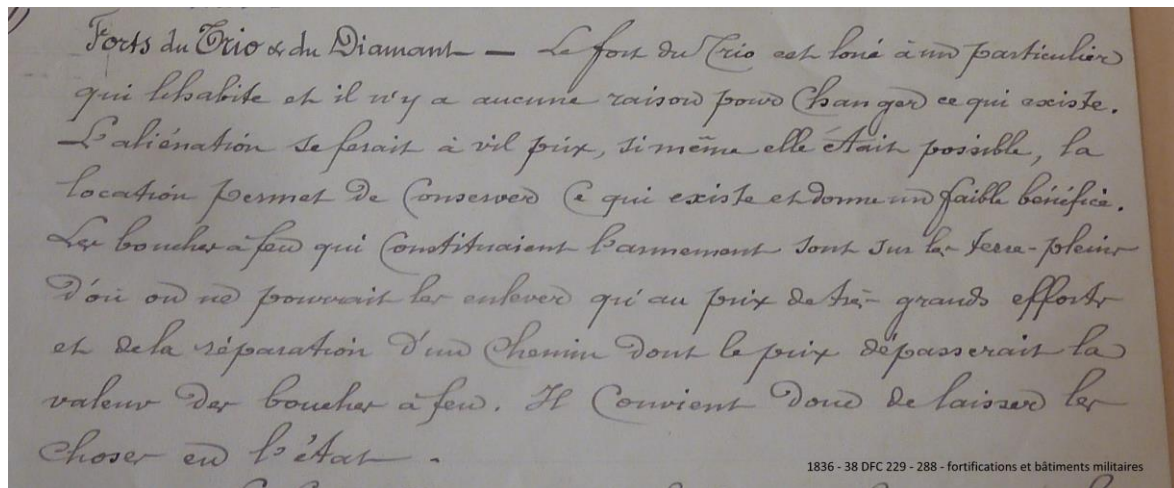 Forts du Trio & du Diamant — Le fort du Trio est loué à un particulier
qui l'habite et il n'y a aucune raison pour changer ce qui existe.
L'aliénation se ferait à vil prix, si même elle était possible, la
location permet de conserver ce qui existe et donne un faible bénéfice.
Les bouches à feu qui constituaient l'armement sont sur les terre-pleins
d'où on ne pourrait les enlever qu'au prix de très grands efforts
et de la réparation d'un chemin dont le prix dépasserait la
valeur des bouches à feu. Il convient donc de laisser les
choses en l'état.
1836 - 38 DFC 229 - 288 - fortifications et bâtiments militaires